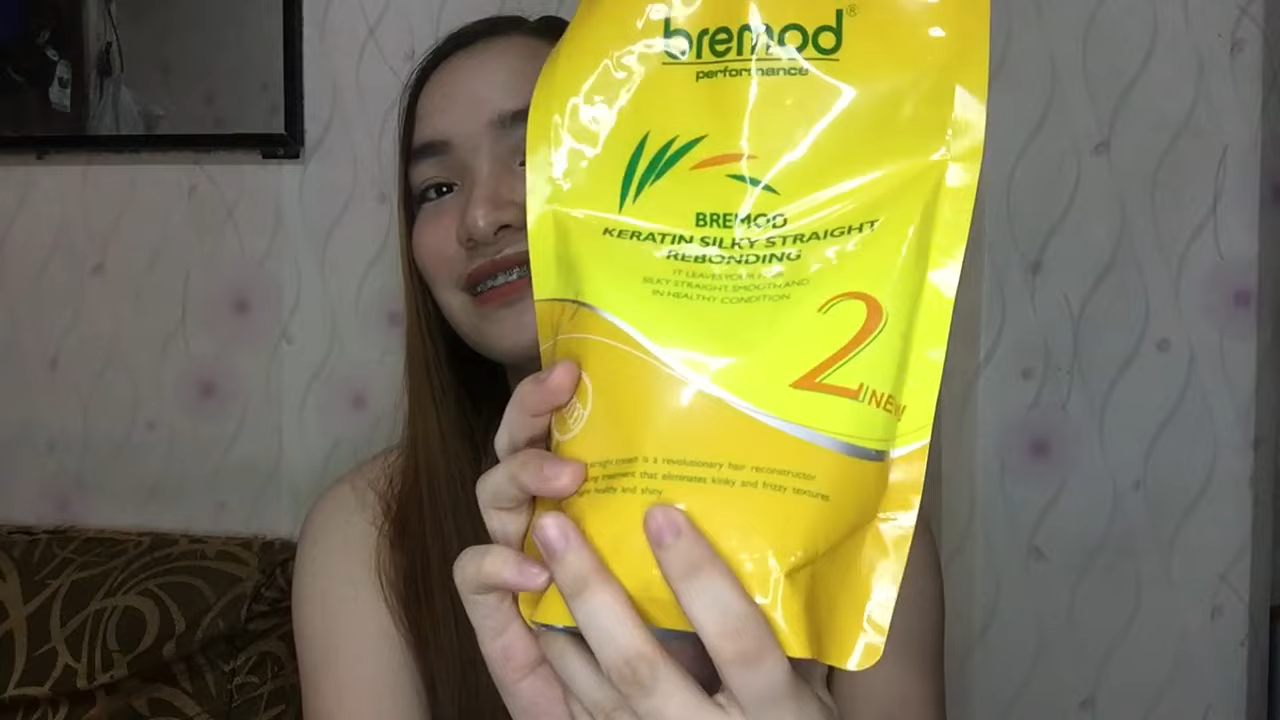 bremod®
performance
BREMOD
KERATIN SILKY STRAIGHT
REBONDING
IT LEAVES YOUR HAIR
SILKY STRAIGHT, SMOOTH AND
IN HEALTHY CONDITION
2
NEW!
straight cream is a revolutionary hair reconstructor
treatment that eliminates kinky and frizzy textures
healthy and shiny